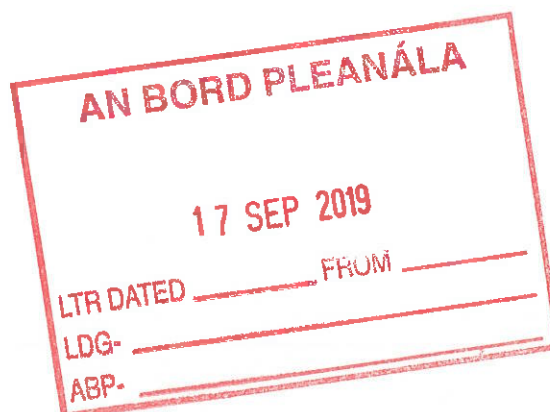 AN BORD PLEANÁLA
17 SEP 2019
LTR DATED FROM
LDG-
ABP-